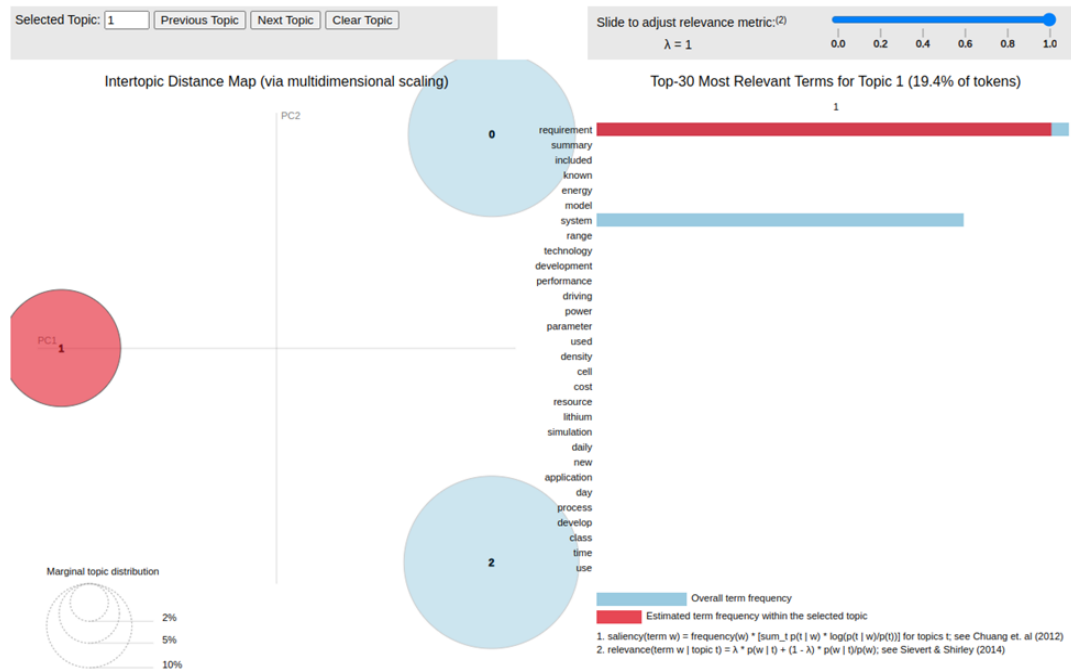 Selected Topic: 1 Previous Topic Next Topic Clear Topic
Slide to adjust relevance metric:(2)
λ = 1
0.0 0.2 0.4 0.6 0.8 1.0
Intertopic Distance Map (via multidimensional scaling)
PC2
0
PC1
1
2
Marginal topic distribution
2%
5%
10%
Top-30 Most Relevant Terms for Topic 1 (19.4% of tokens)
1
requirement
summary
included
known
energy
model
system
range
technology
development
performance
driving
power
parameter
used
density
cell
cost
resource
lithium
simulation
daily
new
application
day
process
develop
class
time
use
Overall term frequency
Estimated term frequency within the selected topic
1. saliency(term w) = frequency(w) * [sum_t p(t | w) * log(p(t | w)/p(t))] for topics t; see Chuang et. al (2012)
2. relevance(term w | topic t) = λ * p(w | t) + (1 - λ) * p(w | t)/p(w); see Sievert & Shirley (2014)